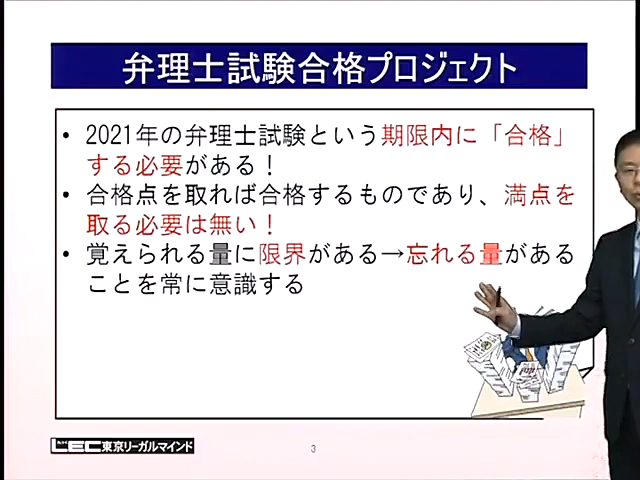 弁理士試験合格プロジェクト
• 2021年の弁理士試験という期限内に「合格」
する必要がある！
• 合格点を取れば合格するものであり、満点を
取る必要は無い！
• 覚えられる量に限界がある→忘れる量がある
ことを常に意識する
LEC東京リーガルマインド
3